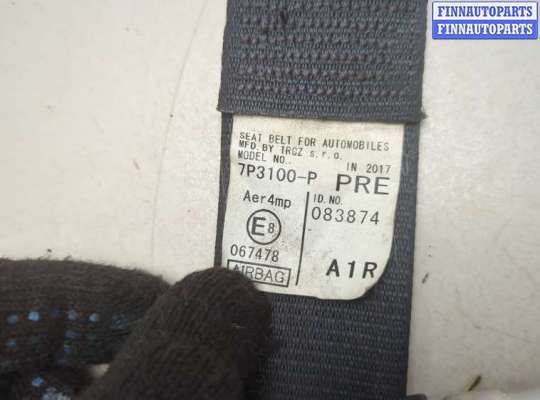 FINNAUTOPARTS
FINNAUTOPARTS
SEAT BELT FOR AUTOMOBILES
MFD. BY TRCZ s.r.o.
MODEL NO.. IN 2017
7P3100-P PRE
Aer4mp ID.NO.
083874
E8
067478
AIRBAG A1R